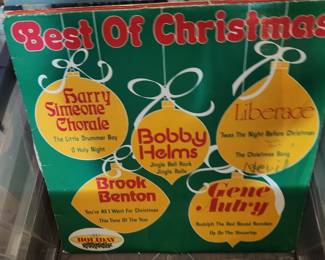 Best Of Christmas
Harry
Simeone
Chorale
The Little Drummer Boy
O Holy Night
Bobby
Helms
Jingle Bell Rock
Jingle Bells
Liberace
'Twas The Night Before Christmas
The Christmas Song
Brook
Benton
You're All I Want For Christmas
This Time Of The Year
Gene
Autry
Rudolph The Red Nosed Reindeer
Up On The Housetop
HOLIDAY